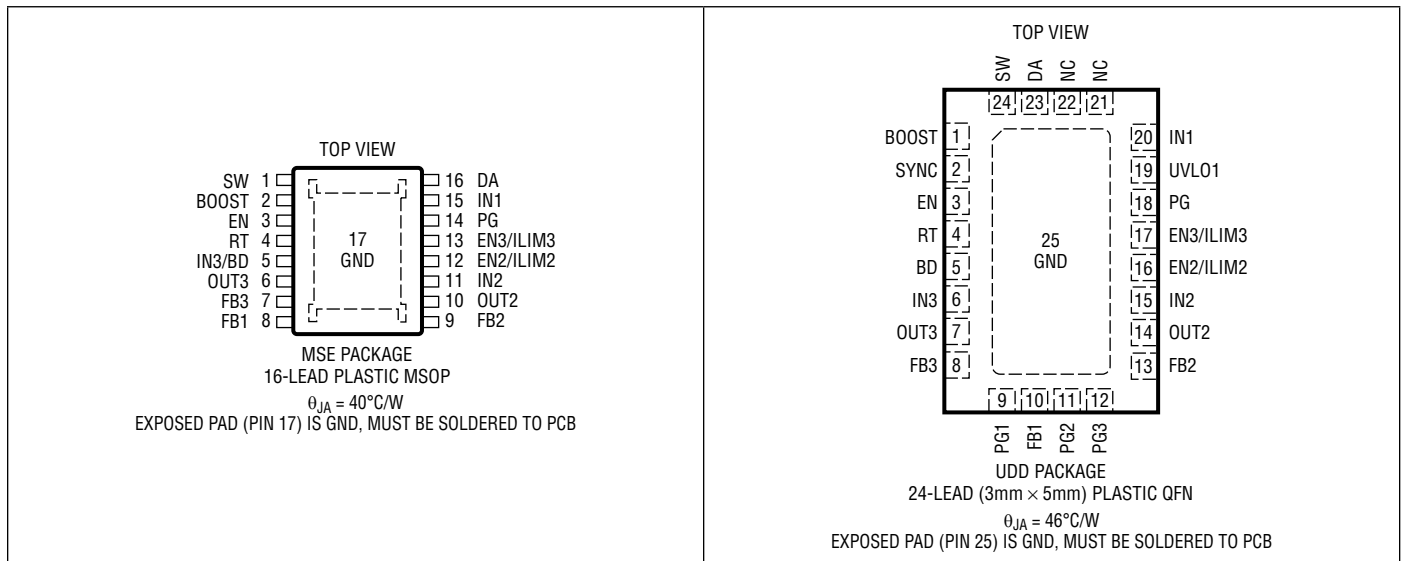 TOP VIEW
SW 1
BOOST 2
EN 3
RT 4
IN3/BD 5
OUT3 6
FB3 7
FB1 8
16 DA
15 IN1
14 PG
13 EN3/ILIM3
12 EN2/ILIM2
11 IN2
10 OUT2
9 FB2
17
GND
MSE PACKAGE
16-LEAD PLASTIC MSOP
θJA = 40°C/W
EXPOSED PAD (PIN 17) IS GND, MUST BE SOLDERED TO PCB
TOP VIEW
SW DA NC NC
24 23 22 21
BOOST 1
SYNC 2
EN 3
RT 4
BD 5
IN3 6
OUT3 7
FB3 8
20 IN1
19 UVLO1
18 PG
17 EN3/ILIM3
16 EN2/ILIM2
15 IN2
14 OUT2
13 FB2
25
GND
9 10 11 12
PG1 FB1 PG2 PG3
UDD PACKAGE
24-LEAD (3mm × 5mm) PLASTIC QFN
θJA = 46°C/W
EXPOSED PAD (PIN 25) IS GND, MUST BE SOLDERED TO PCB